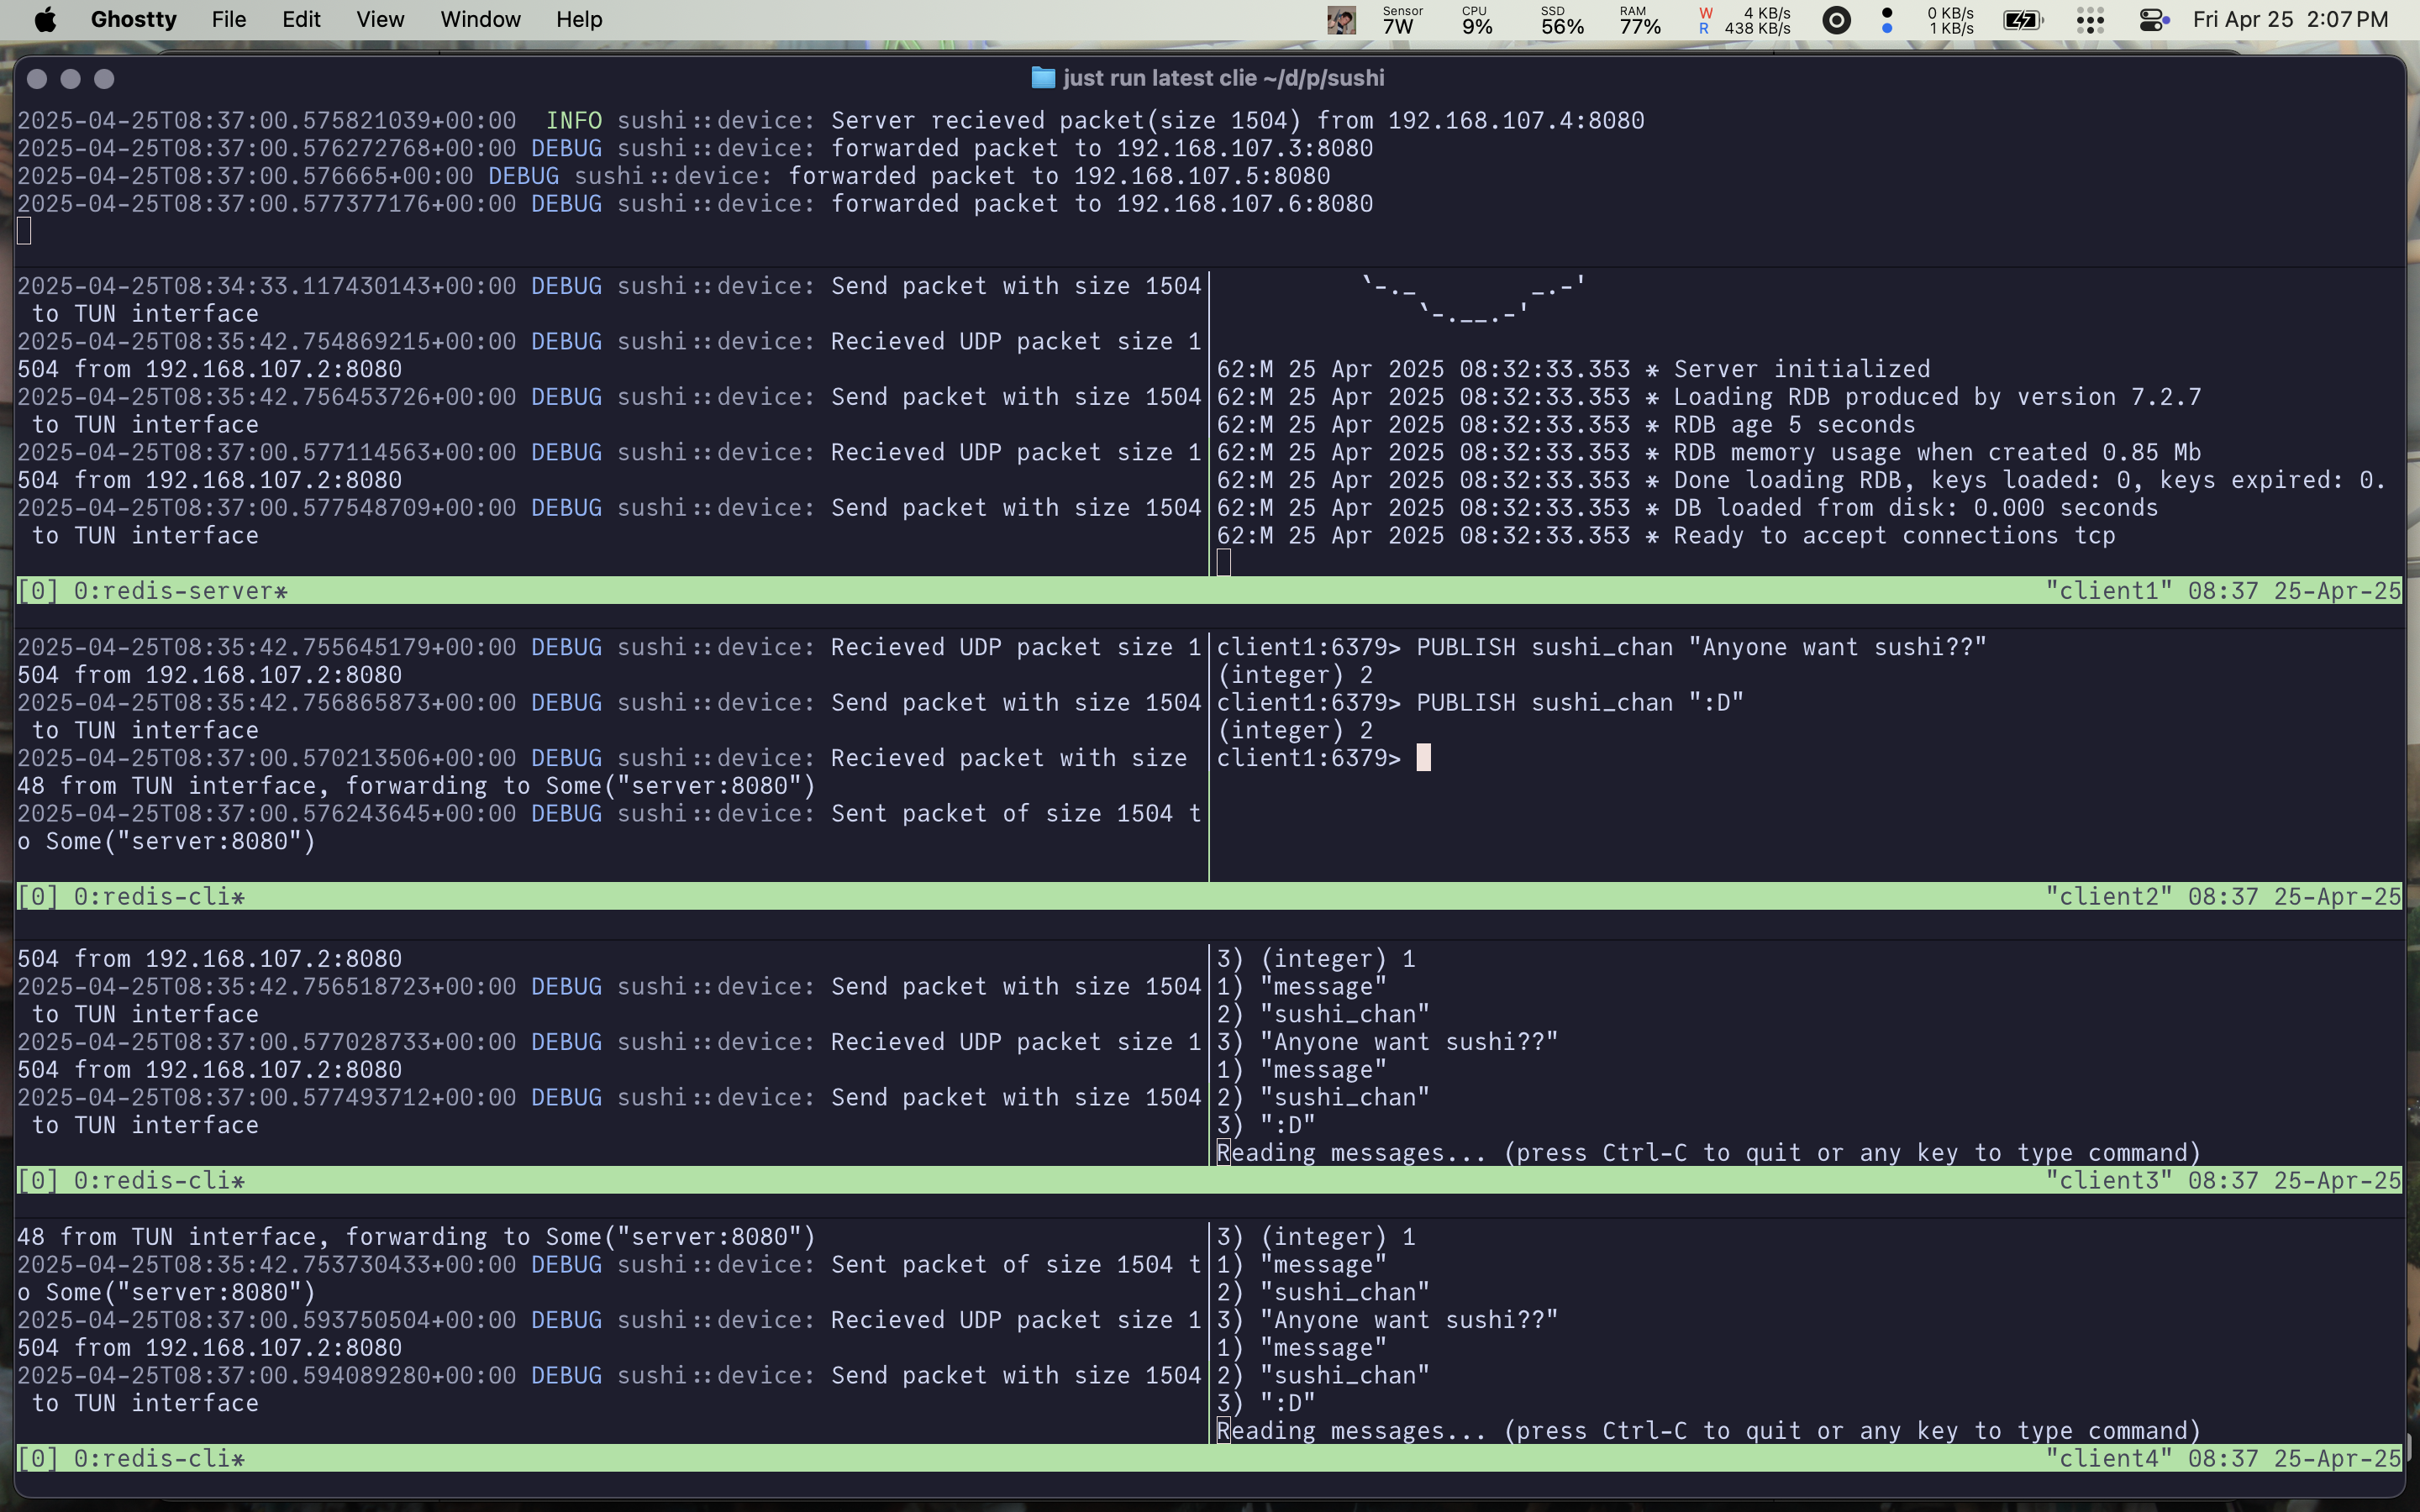 Ghostty File Edit View Window Help Sensor 7W CPU 9% SSD 56% RAM 77% W 4 KB/s R 438 KB/s 0 KB/s 1 KB/s Fri Apr 25 2:07 PM
just run latest clie ~/d/p/sushi
2025-04-25T08:37:00.575821039+00:00  INFO sushi::device: Server recieved packet(size 1504) from 192.168.107.4:8080
2025-04-25T08:37:00.576272768+00:00 DEBUG sushi::device: forwarded packet to 192.168.107.3:8080
2025-04-25T08:37:00.576665+00:00 DEBUG sushi::device: forwarded packet to 192.168.107.5:8080
2025-04-25T08:37:00.577377176+00:00 DEBUG sushi::device: forwarded packet to 192.168.107.6:8080
2025-04-25T08:34:33.117430143+00:00 DEBUG sushi::device: Send packet with size 1504
 to TUN interface
2025-04-25T08:35:42.754869215+00:00 DEBUG sushi::device: Recieved UDP packet size 1
504 from 192.168.107.2:8080
2025-04-25T08:35:42.756453726+00:00 DEBUG sushi::device: Send packet with size 1504
 to TUN interface
2025-04-25T08:37:00.577114563+00:00 DEBUG sushi::device: Recieved UDP packet size 1
504 from 192.168.107.2:8080
2025-04-25T08:37:00.577548709+00:00 DEBUG sushi::device: Send packet with size 1504
 to TUN interface
`-._        _.-'
`-.__.-'
62:M 25 Apr 2025 08:32:33.353 * Server initialized
62:M 25 Apr 2025 08:32:33.353 * Loading RDB produced by version 7.2.7
62:M 25 Apr 2025 08:32:33.353 * RDB age 5 seconds
62:M 25 Apr 2025 08:32:33.353 * RDB memory usage when created 0.85 Mb
62:M 25 Apr 2025 08:32:33.353 * Done loading RDB, keys loaded: 0, keys expired: 0.
62:M 25 Apr 2025 08:32:33.353 * DB loaded from disk: 0.000 seconds
62:M 25 Apr 2025 08:32:33.353 * Ready to accept connections tcp
[0] 0:redis-server* "client1" 08:37 25-Apr-25
2025-04-25T08:35:42.755645179+00:00 DEBUG sushi::device: Recieved UDP packet size 1
504 from 192.168.107.2:8080
2025-04-25T08:35:42.756865873+00:00 DEBUG sushi::device: Send packet with size 1504
 to TUN interface
2025-04-25T08:37:00.570213506+00:00 DEBUG sushi::device: Recieved packet with size
48 from TUN interface, forwarding to Some("server:8080")
2025-04-25T08:37:00.576243645+00:00 DEBUG sushi::device: Sent packet of size 1504 t
o Some("server:8080")
client1:6379> PUBLISH sushi_chan "Anyone want sushi??"
(integer) 2
client1:6379> PUBLISH sushi_chan ":D"
(integer) 2
client1:6379>
[0] 0:redis-cli* "client2" 08:37 25-Apr-25
504 from 192.168.107.2:8080
2025-04-25T08:35:42.756518723+00:00 DEBUG sushi::device: Send packet with size 1504
 to TUN interface
2025-04-25T08:37:00.577028733+00:00 DEBUG sushi::device: Recieved UDP packet size 1
504 from 192.168.107.2:8080
2025-04-25T08:37:00.577493712+00:00 DEBUG sushi::device: Send packet with size 1504
 to TUN interface
3) (integer) 1
1) "message"
2) "sushi_chan"
3) "Anyone want sushi??"
1) "message"
2) "sushi_chan"
3) ":D"
Reading messages... (press Ctrl-C to quit or any key to type command)
[0] 0:redis-cli* "client3" 08:37 25-Apr-25
48 from TUN interface, forwarding to Some("server:8080")
2025-04-25T08:35:42.753730433+00:00 DEBUG sushi::device: Sent packet of size 1504 t
o Some("server:8080")
2025-04-25T08:37:00.593750504+00:00 DEBUG sushi::device: Recieved UDP packet size 1
504 from 192.168.107.2:8080
2025-04-25T08:37:00.594089280+00:00 DEBUG sushi::device: Send packet with size 1504
 to TUN interface
3) (integer) 1
1) "message"
2) "sushi_chan"
3) "Anyone want sushi??"
1) "message"
2) "sushi_chan"
3) ":D"
Reading messages... (press Ctrl-C to quit or any key to type command)
[0] 0:redis-cli* "client4" 08:37 25-Apr-25